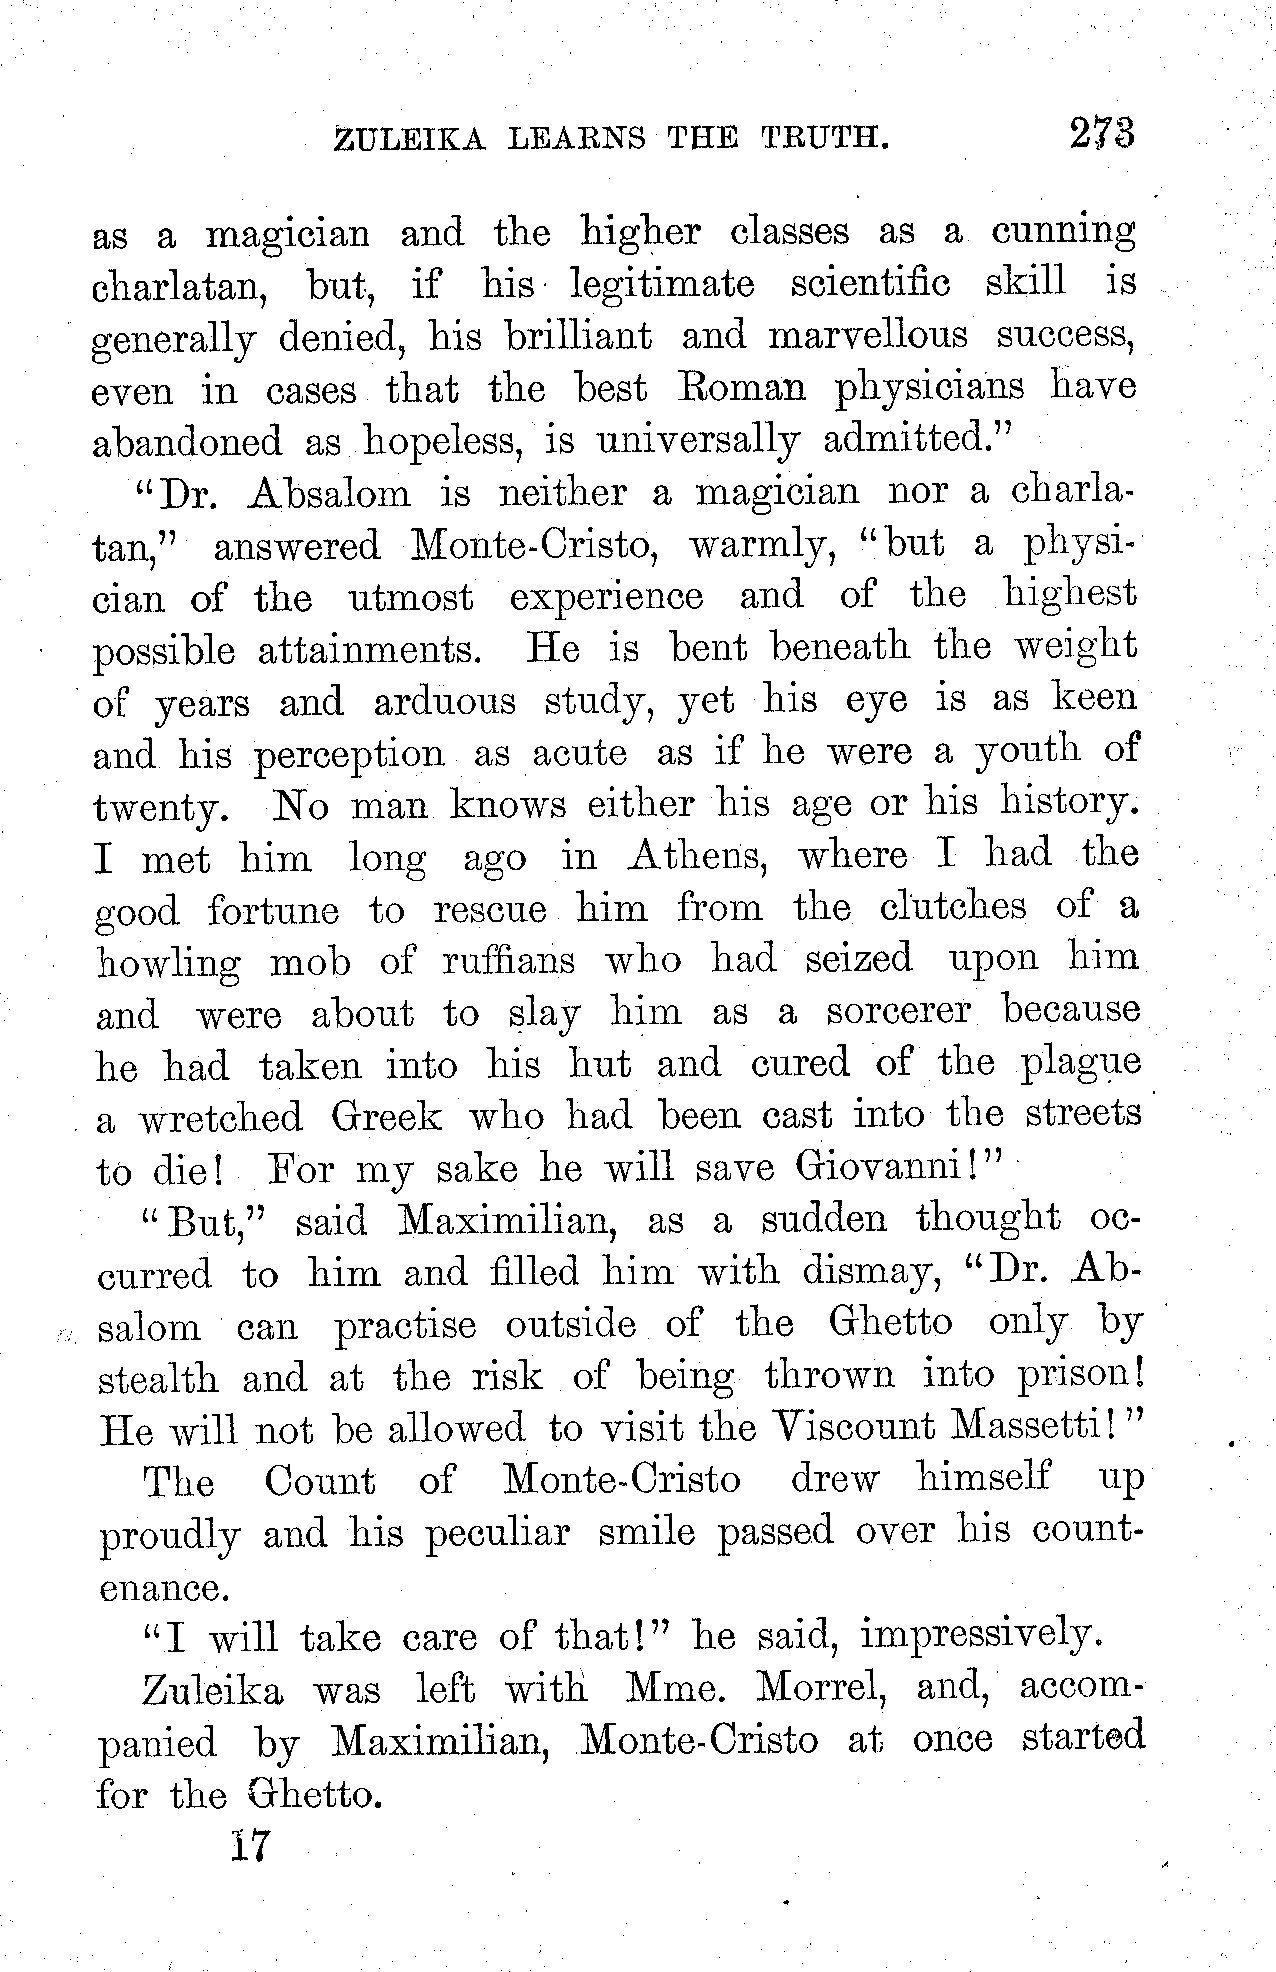 ZULEIKA LEARNS THE TRUTH. 273
as a magician and the higher classes as a cunning
charlatan, but, if his legitimate scientific skill is
generally denied, his brilliant and marvellous success,
even in cases that the best Roman physicians have
abandoned as hopeless, is universally admitted.”
“Dr. Absalom is neither a magician nor a charla-
tan,” answered Monte-Cristo, warmly, “but a physi-
cian of the utmost experience and of the highest
possible attainments. He is bent beneath the weight
of years and arduous study, yet his eye is as keen
and his perception as acute as if he were a youth of
twenty. No man knows either his age or his history.
I met him long ago in Athens, where I had the
good fortune to rescue him from the clutches of a
howling mob of ruffians who had seized upon him
and were about to slay him as a sorcerer because
he had taken into his hut and cured of the plague
a wretched Greek who had been cast into the streets
to die! For my sake he will save Giovanni!”
“But,” said Maximilian, as a sudden thought oc-
curred to him and filled him with dismay, “Dr. Ab-
salom can practise outside of the Ghetto only by
stealth and at the risk of being thrown into prison!
He will not be allowed to visit the Viscount Massetti!”
The Count of Monte-Cristo drew himself up
proudly and his peculiar smile passed over his count-
enance.
“I will take care of that!” he said, impressively.
Zuleika was left with Mme. Morrel, and, accom-
panied by Maximilian, Monte-Cristo at once started
for the Ghetto.
17